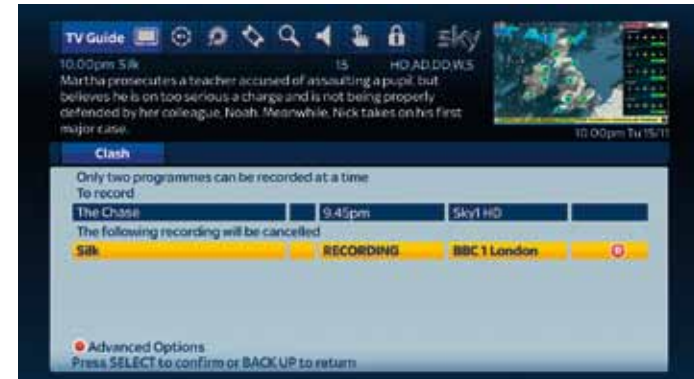 TV Guide
sky
10.00pm Silk 15 HD,AD,DD,W,S
Martha prosecutes a teacher accused of assaulting a pupil, but
believes he is on too serious a charge and is not being properly
defended by her colleague, Noah. Meanwhile, Nick takes on his first
major case.
10.00pm Tu 15/11
Clash
Only two programmes can be recorded at a time
To record
The Chase 9.45pm Sky1 HD
The following recording will be cancelled
Silk RECORDING BBC 1 London R
Advanced Options
Press SELECT to confirm or BACK UP to return